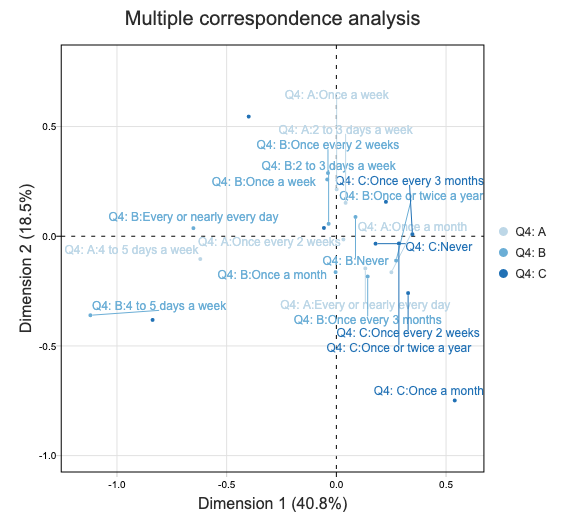 Multiple correspondence analysis
Q4: A:Once a week
Q4: A:2 to 3 days a week
Q4: B:Once every 2 weeks
Q4: B:2 to 3 days a week
Q4: B:Once a week
Q4: C:Once every 3 months
Q4: B:Once or twice a year
Q4: B:Every or nearly every day
Q4: A:Once a month
Q4: A:Once every 2 weeks
Q4: C:Never
Q4: A:4 to 5 days a week
Q4: B:Never
Q4: B:Once a month
Q4: A:Every or nearly every day
Q4: B:4 to 5 days a week
Q4: B:Once every 3 months
Q4: C:Once every 2 weeks
Q4: C:Once or twice a year
Q4: C:Once a month
0.5
0.0
-0.5
-1.0
-1.0
-0.5
0.0
0.5
Dimension 1 (40.8%)
Dimension 2 (18.5%)
Q4: A
Q4: B
Q4: C